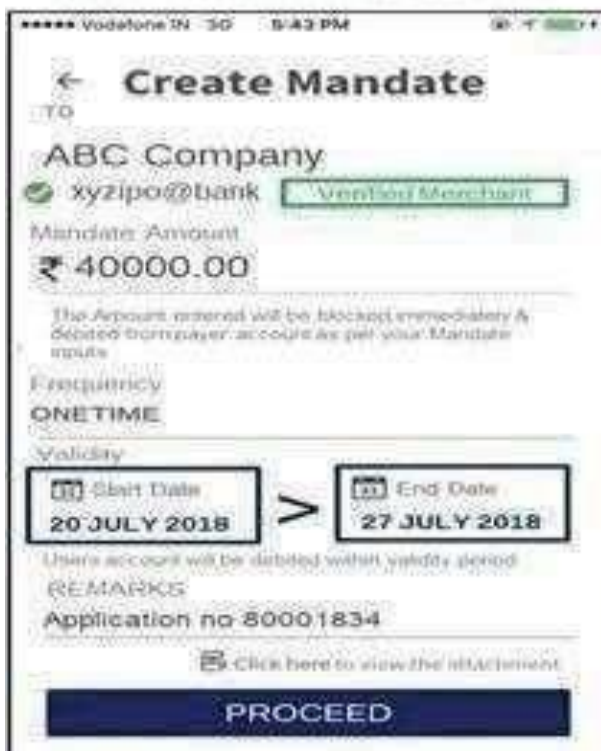 ●●●●● Vodafone IN 3G 5:43 PM
← Create Mandate
TO
ABC Company
xyzipo@bank Verified Merchant
Mandate Amount
₹ 40000.00
The Amount entered will be blocked immediately &
debited from payer account as per your Mandate
inputs
Frequency
ONETIME
Validity
Start Date > End Date
20 JULY 2018 27 JULY 2018
Users account will be debited within validity period
REMARKS
Application no 80001834
Click here to view the attachment
PROCEED